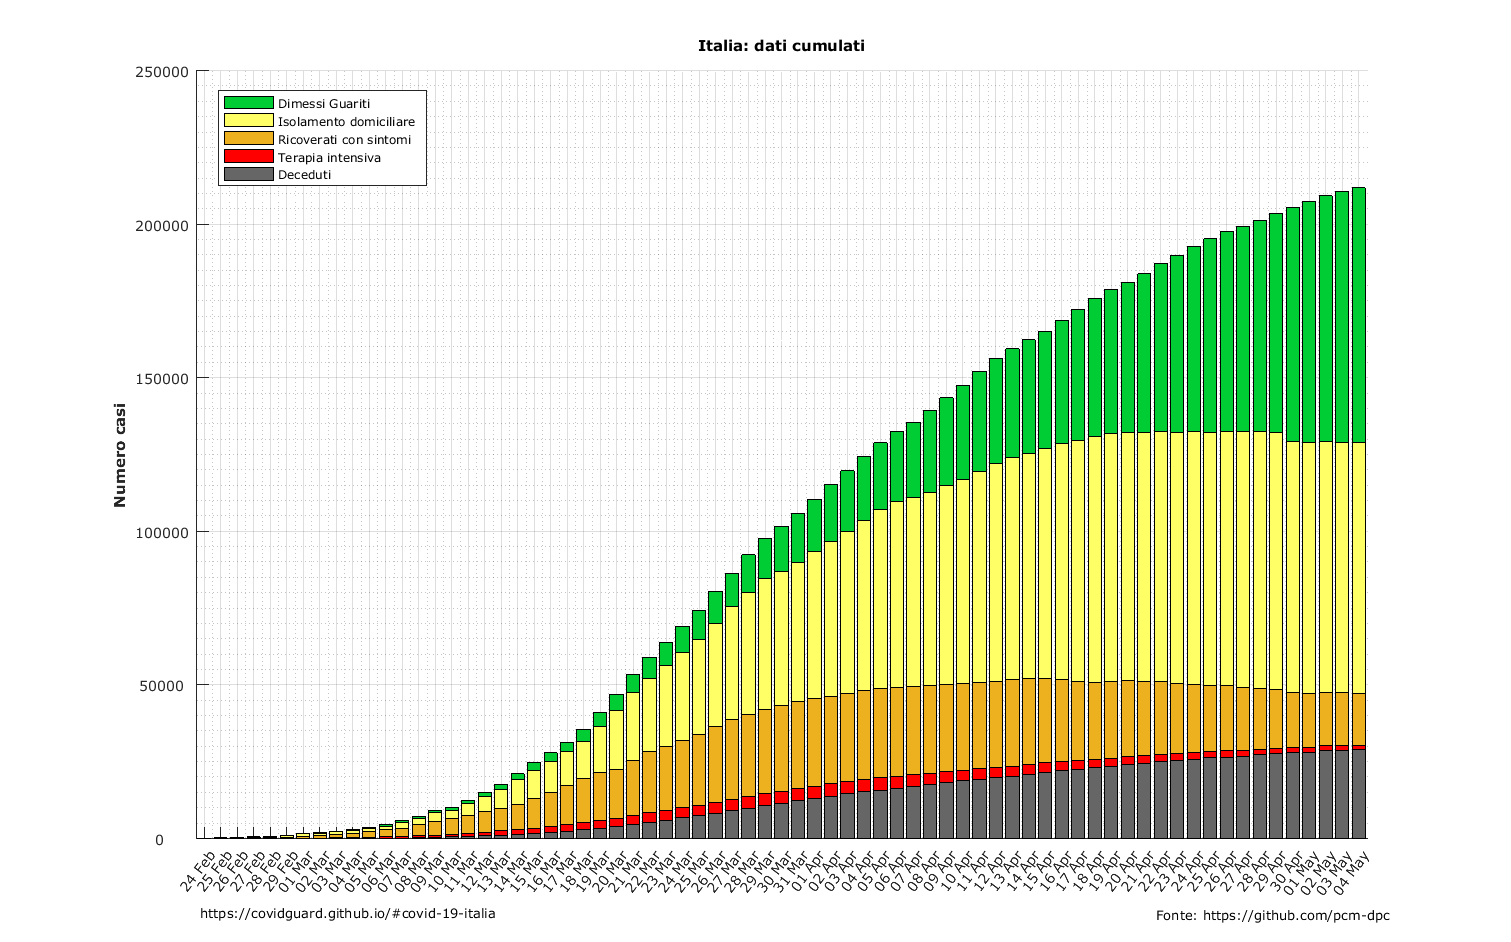 Italia: dati cumulati
250000
200000
150000
100000
50000
0
Numero casi
Dimessi Guariti
Isolamento domiciliare
Ricoverati con sintomi
Terapia intensiva
Deceduti
24 Feb
25 Feb
26 Feb
27 Feb
28 Feb
29 Feb
01 Mar
02 Mar
03 Mar
04 Mar
05 Mar
06 Mar
07 Mar
08 Mar
09 Mar
10 Mar
11 Mar
12 Mar
13 Mar
14 Mar
15 Mar
16 Mar
17 Mar
18 Mar
19 Mar
20 Mar
21 Mar
22 Mar
23 Mar
24 Mar
25 Mar
26 Mar
27 Mar
28 Mar
29 Mar
30 Mar
31 Mar
01 Apr
02 Apr
03 Apr
04 Apr
05 Apr
06 Apr
07 Apr
08 Apr
09 Apr
10 Apr
11 Apr
12 Apr
13 Apr
14 Apr
15 Apr
16 Apr
17 Apr
18 Apr
19 Apr
20 Apr
21 Apr
22 Apr
23 Apr
24 Apr
25 Apr
26 Apr
27 Apr
28 Apr
29 Apr
30 Apr
01 May
02 May
03 May
04 May
https://covidguard.github.io/#covid-19-italia
Fonte: https://github.com/pcm-dpc